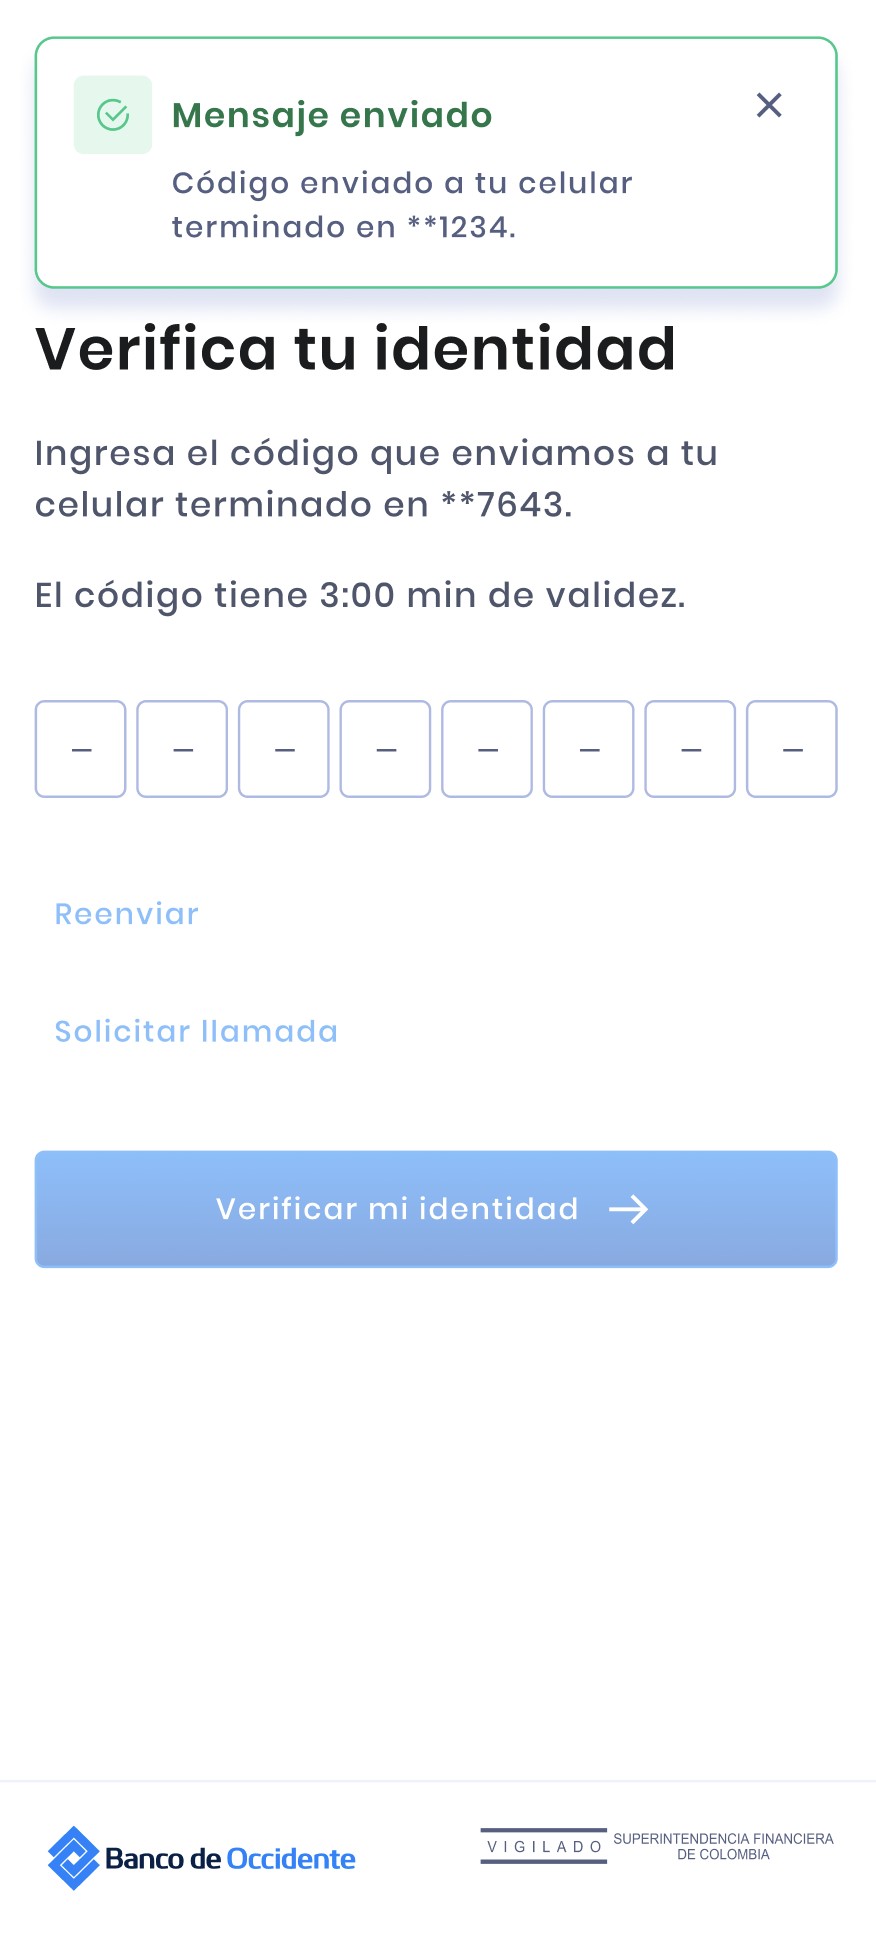 Mensaje enviado
Código enviado a tu celular
terminado en **1234.
Verifica tu identidad
Ingresa el código que enviamos a tu
celular terminado en **7643.
El código tiene 3:00 min de validez.
– – – – – – – –
Reenviar
Solicitar llamada
Verificar mi identidad
Banco de Occidente
VIGILADO
SUPERINTENDENCIA FINANCIERA
DE COLOMBIA